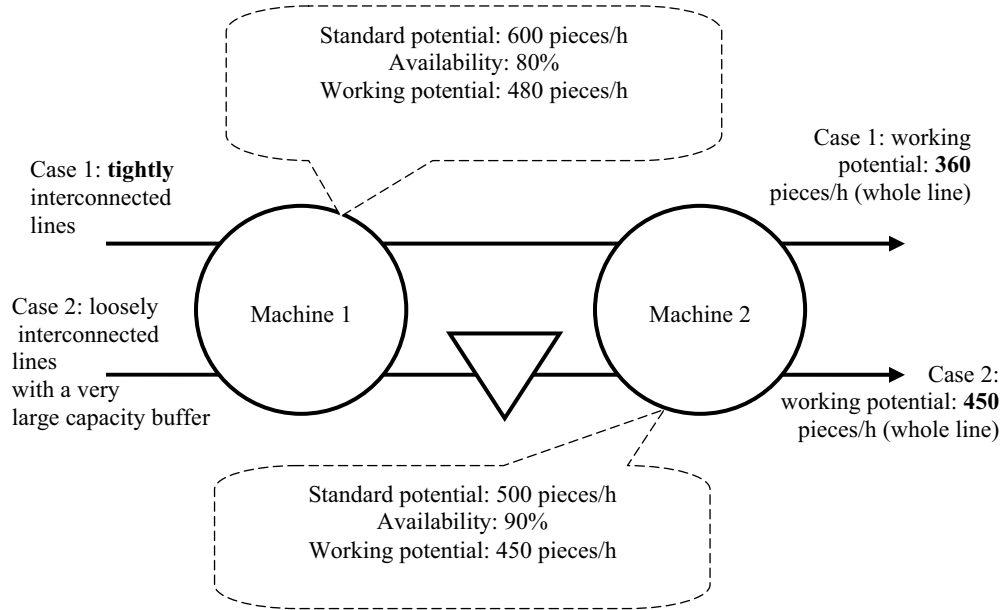 Standard potential: 600 pieces/h
Availability: 80%
Working potential: 480 pieces/h
Case 1: tightly
interconnected
lines
Case 1: working
potential: 360
pieces/h (whole line)
Machine 1
Machine 2
Case 2: loosely
interconnected
lines
with a very
large capacity buffer
Case 2:
working potential: 450
pieces/h (whole line)
Standard potential: 500 pieces/h
Availability: 90%
Working potential: 450 pieces/h